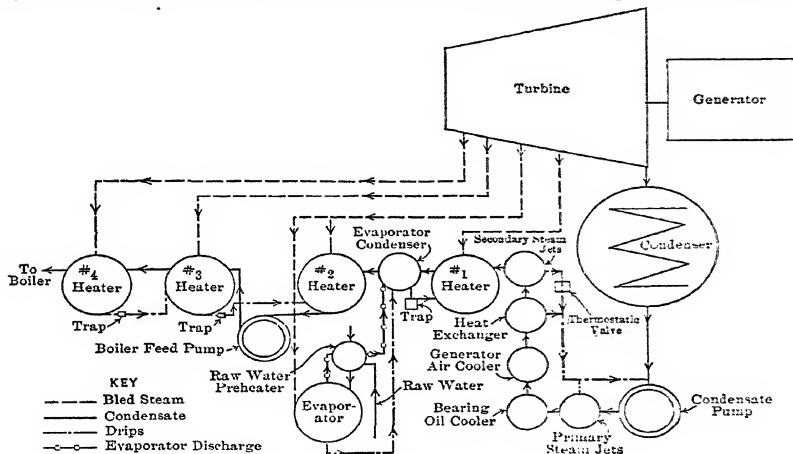 Turbine
Generator
Condenser
Evaporator
Condenser
Secondary Steam
Jets
To
Boiler
#4
Heater
#3
Heater
#2
Heater
#1
Heater
Trap
Trap
Trap
Heat
Exchanger
Thermostatic
Valve
Boiler Feed Pump
Raw Water
Preheater
Raw Water
Generator
Air Cooler
Evapor-
ator
Bearing
Oil Cooler
Primary
Steam Jets
Condensate
Pump
KEY
Bled Steam
Condensate
Drips
Evaporator Discharge